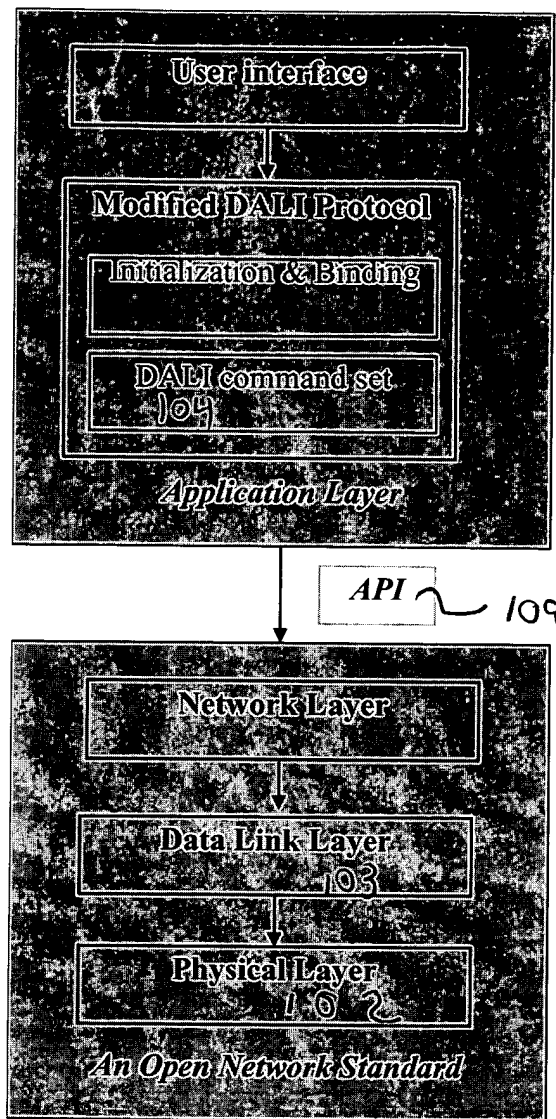 User interface
Modified DALI Protocol
Initialization & Binding
DALI command set
104
Application Layer
API 109
Network Layer
Data Link Layer
103
Physical Layer
102
An Open Network Standard